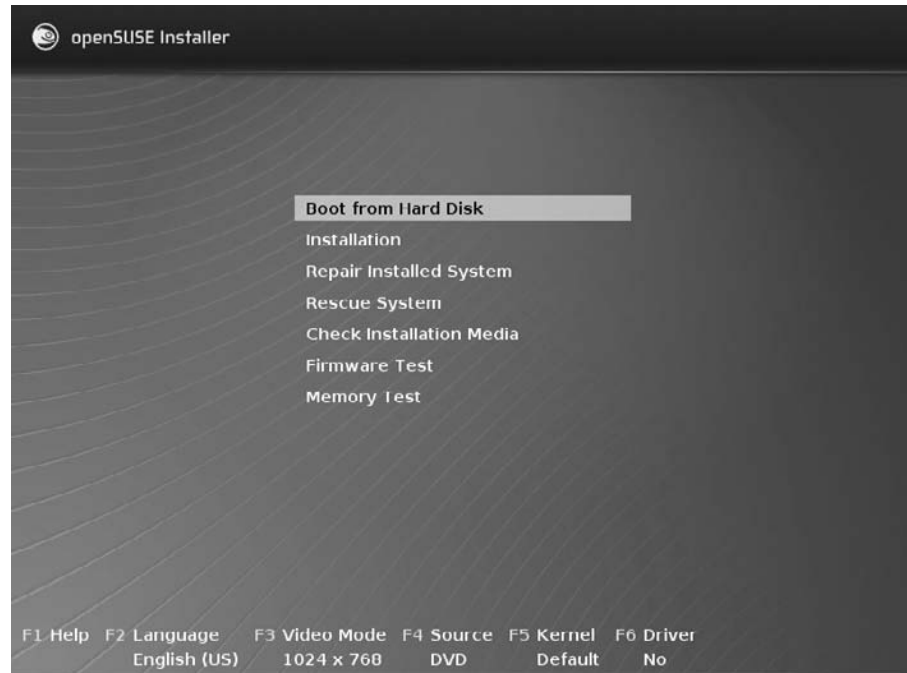 openSUSE Installer
Boot from Hard Disk
Installation
Repair Installed System
Rescue System
Check Installation Media
Firmware Test
Memory Test
F1 Help F2 Language F3 Video Mode F4 Source F5 Kernel F6 Driver
English (US) 1024 x 768 DVD Default No